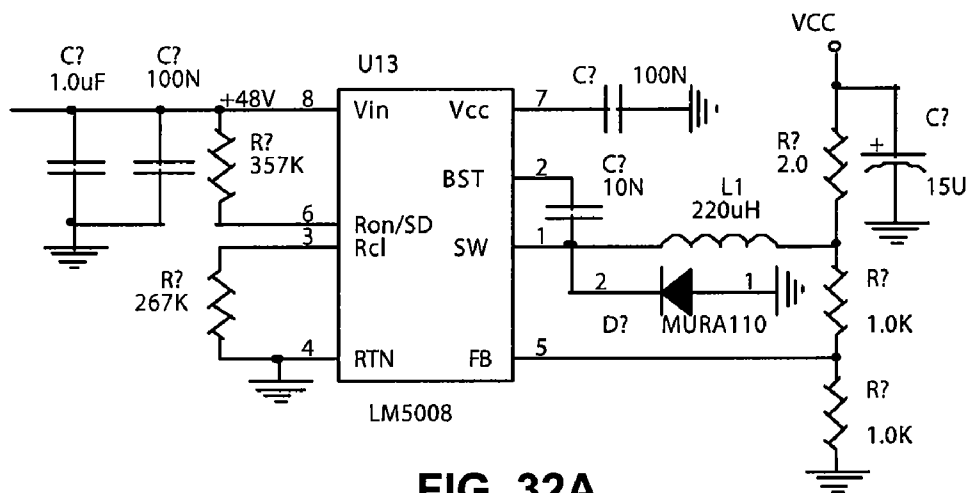 VCC
C?
1.0uF
C?
100N
U13
+48V
8
Vin
Vcc
7
C?
100N
R?
357K
R?
2.0
C?
+
15U
BST
2
C?
10N
L1
220uH
6
Ron/SD
3
Rcl
SW
1
R?
267K
2
1
D?
MURA110
R?
1.0K
4
RTN
FB
5
LM5008
R?
1.0K
FIG. 32A